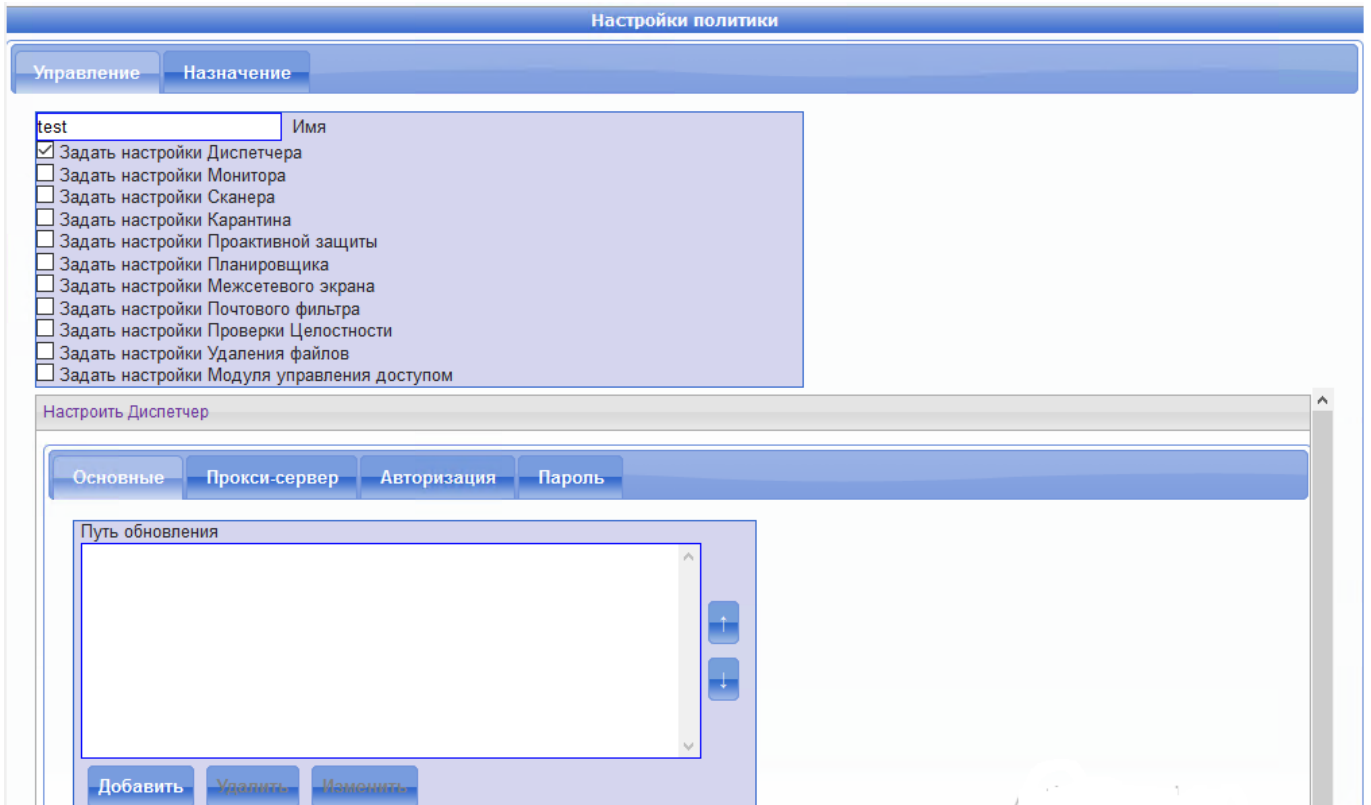 Настройки политики
Управление Назначение
test Имя
Задать настройки Диспетчера
Задать настройки Монитора
Задать настройки Сканера
Задать настройки Карантина
Задать настройки Проактивной защиты
Задать настройки Планировщика
Задать настройки Межсетевого экрана
Задать настройки Почтового фильтра
Задать настройки Проверки Целостности
Задать настройки Удаления файлов
Задать настройки Модуля управления доступом
Настроить Диспетчер
Основные Прокси-сервер Авторизация Пароль
Путь обновления
↑
↓
Добавить Удалить Изменить